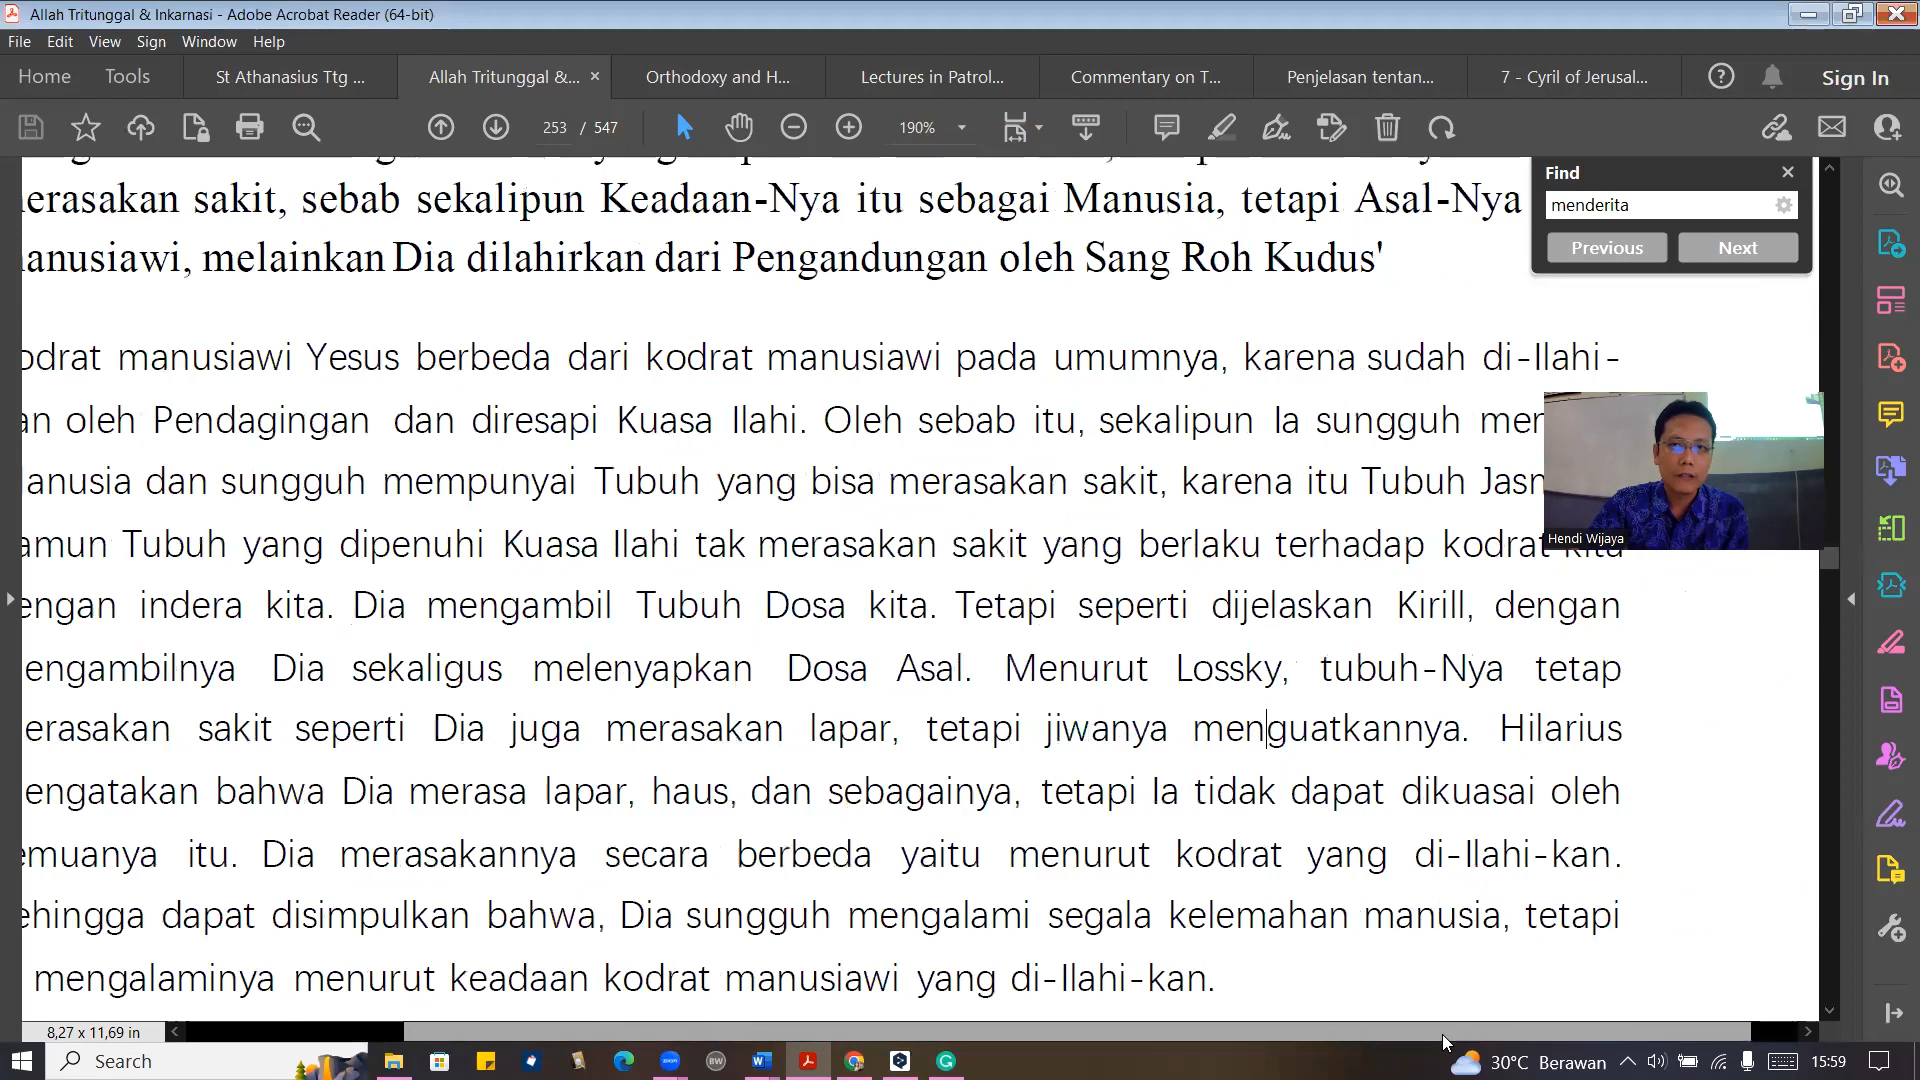 Allah Tritunggal & Inkarnasi - Adobe Acrobat Reader (64-bit)
File Edit View Sign Window Help
Home Tools St Athanasius Ttg ... Allah Tritunggal &... Orthodoxy and H... Lectures in Patrol... Commentary on T... Penjelasan tentan... 7 - Cyril of Jerusal... Sign In
253 / 547 190%
Find
menderita
Previous Next
erasakan sakit, sebab sekalipun Keadaan-Nya itu sebagai Manusia, tetapi Asal-Nya
anusiawi, melainkan Dia dilahirkan dari Pengandungan oleh Sang Roh Kudus'
odrat manusiawi Yesus berbeda dari kodrat manusiawi pada umumnya, karena sudah di-Ilahi-
an oleh Pendagingan dan diresapi Kuasa Ilahi. Oleh sebab itu, sekalipun Ia sungguh men
anusia dan sungguh mempunyai Tubuh yang bisa merasakan sakit, karena itu Tubuh Jasm
amun Tubuh yang dipenuhi Kuasa Ilahi tak merasakan sakit yang berlaku terhadap kodrat kita
engan indera kita. Dia mengambil Tubuh Dosa kita. Tetapi seperti dijelaskan Kirill, dengan
engambilnya Dia sekaligus melenyapkan Dosa Asal. Menurut Lossky, tubuh-Nya tetap
erasakan sakit seperti Dia juga merasakan lapar, tetapi jiwanya menguatkannya. Hilarius
engatakan bahwa Dia merasa lapar, haus, dan sebagainya, tetapi Ia tidak dapat dikuasai oleh
emuanya itu. Dia merasakannya secara berbeda yaitu menurut kodrat yang di-Ilahi-kan.
ehingga dapat disimpulkan bahwa, Dia sungguh mengalami segala kelemahan manusia, tetapi
mengalaminya menurut keadaan kodrat manusiawi yang di-Ilahi-kan.
Hendi Wijaya
8,27 x 11,69 in
Search 30°C Berawan 15:59